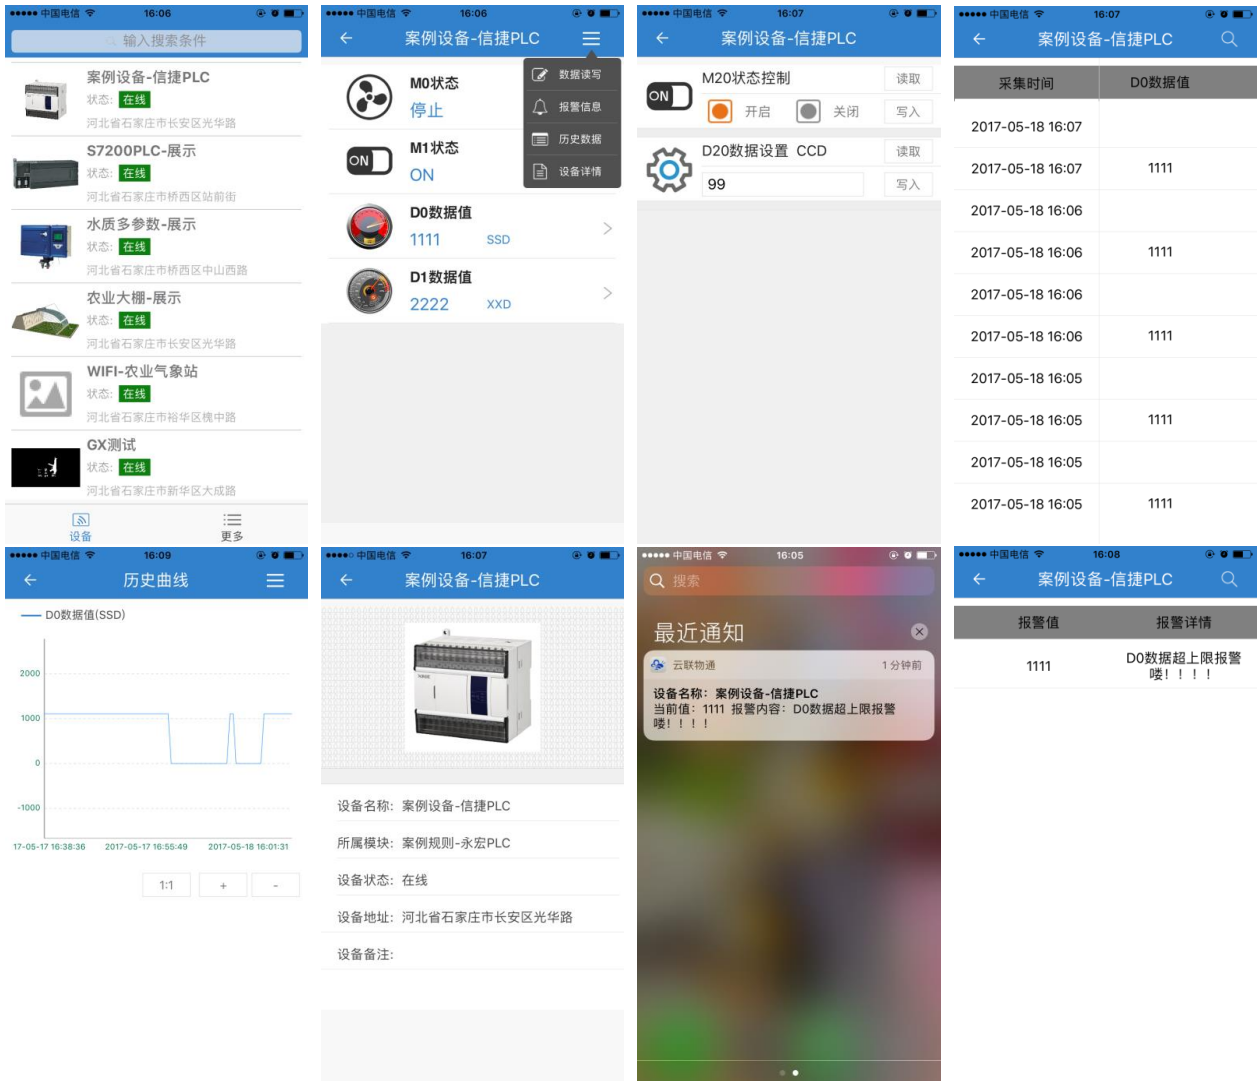 中国电信 16:06
输入搜索条件
案例设备-信捷PLC
状态: 在线
河北省石家庄市长安区光华路
S7200PLC-展示
状态: 在线
河北省石家庄市桥西区站前街
水质多参数-展示
状态: 在线
河北省石家庄市桥西区中山西路
农业大棚-展示
状态: 在线
河北省石家庄市长安区光华路
WIFI-农业气象站
状态: 在线
河北省石家庄市裕华区槐中路
GX测试
状态: 在线
河北省石家庄市新华区大成路
设备 更多
中国电信 16:06
案例设备-信捷PLC
数据读写
报警信息
历史数据
设备详情
M0状态
停止
M1状态
ON
ON
D0数据值
1111 SSD
D1数据值
2222 XXD
中国电信 16:07
案例设备-信捷PLC
M20状态控制 读取
ON
开启 关闭 写入
D20数据设置 CCD 读取
99 写入
中国电信 16:07
案例设备-信捷PLC
采集时间 D0数据值
2017-05-18 16:07
2017-05-18 16:07 1111
2017-05-18 16:06
2017-05-18 16:06 1111
2017-05-18 16:06
2017-05-18 16:06 1111
2017-05-18 16:05
2017-05-18 16:05 1111
2017-05-18 16:05
2017-05-18 16:05 1111
中国电信 16:09
历史曲线
D0数据值(SSD)
2000
1000
0
-1000
17-05-17 16:38:36 2017-05-17 16:55:49 2017-05-18 16:01:31
1:1 + -
中国电信 16:07
案例设备-信捷PLC
设备名称: 案例设备-信捷PLC
所属模块: 案例规则-永宏PLC
设备状态: 在线
设备地址: 河北省石家庄市长安区光华路
设备备注:
中国电信 16:05
搜索
最近通知
云联物通 1分钟前
设备名称：案例设备-信捷PLC
当前值：1111 报警内容：D0数据超上限报警
喽！！！！
中国电信 16:08
案例设备-信捷PLC
报警值 报警详情
1111 D0数据超上限报警
喽！！！！